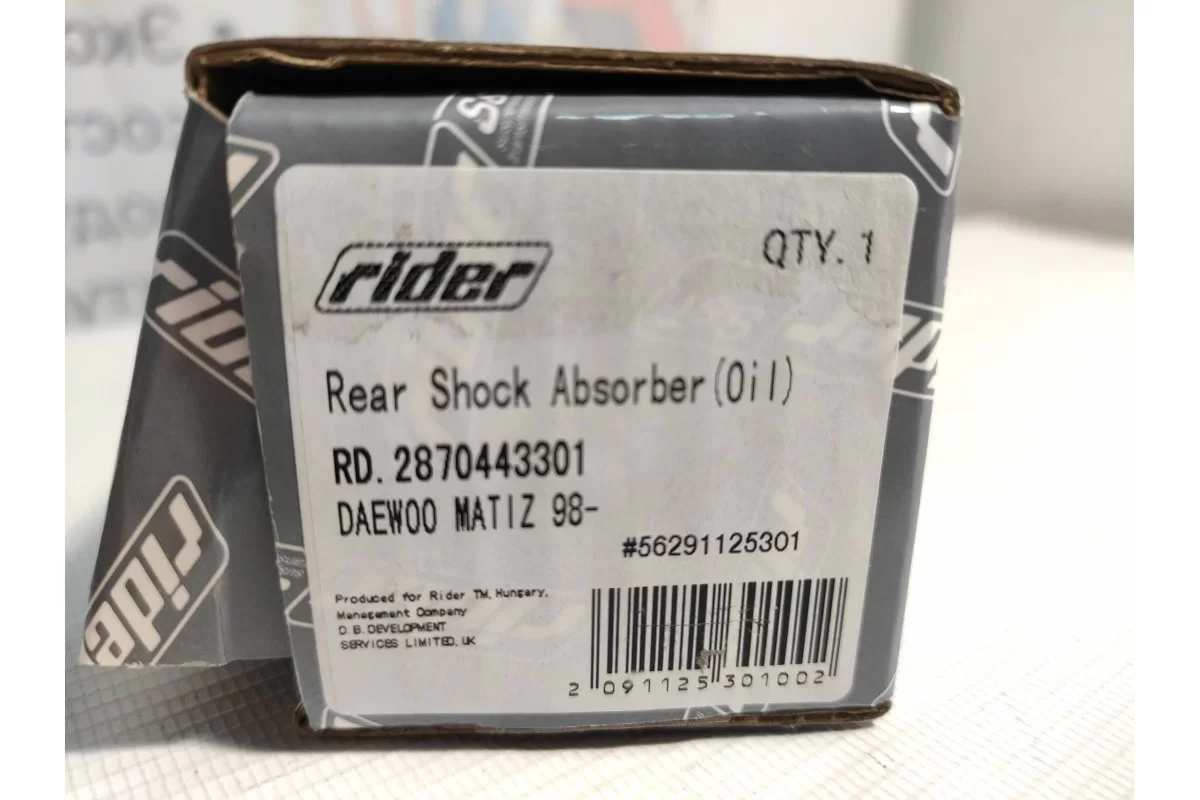 rider
QTY. 1
Rear Shock Absorber(Oil)
RD. 2870443301
DAEWOO MATIZ 98-
#56291125301
Produced for Rider TM, Hungary,
Management Company
D.B.DEVELOPMENT
SERVICES LIMITED, UK
2 091125 301002
rider